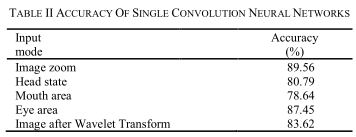 TABLE II ACCURACY OF SINGLE CONVOLUTION NEURAL NETWORKS
Input mode Accuracy (%)
Image zoom 89.56
Head state 80.79
Mouth area 78.64
Eye area 87.45
Image after Wavelet Transform 83.62